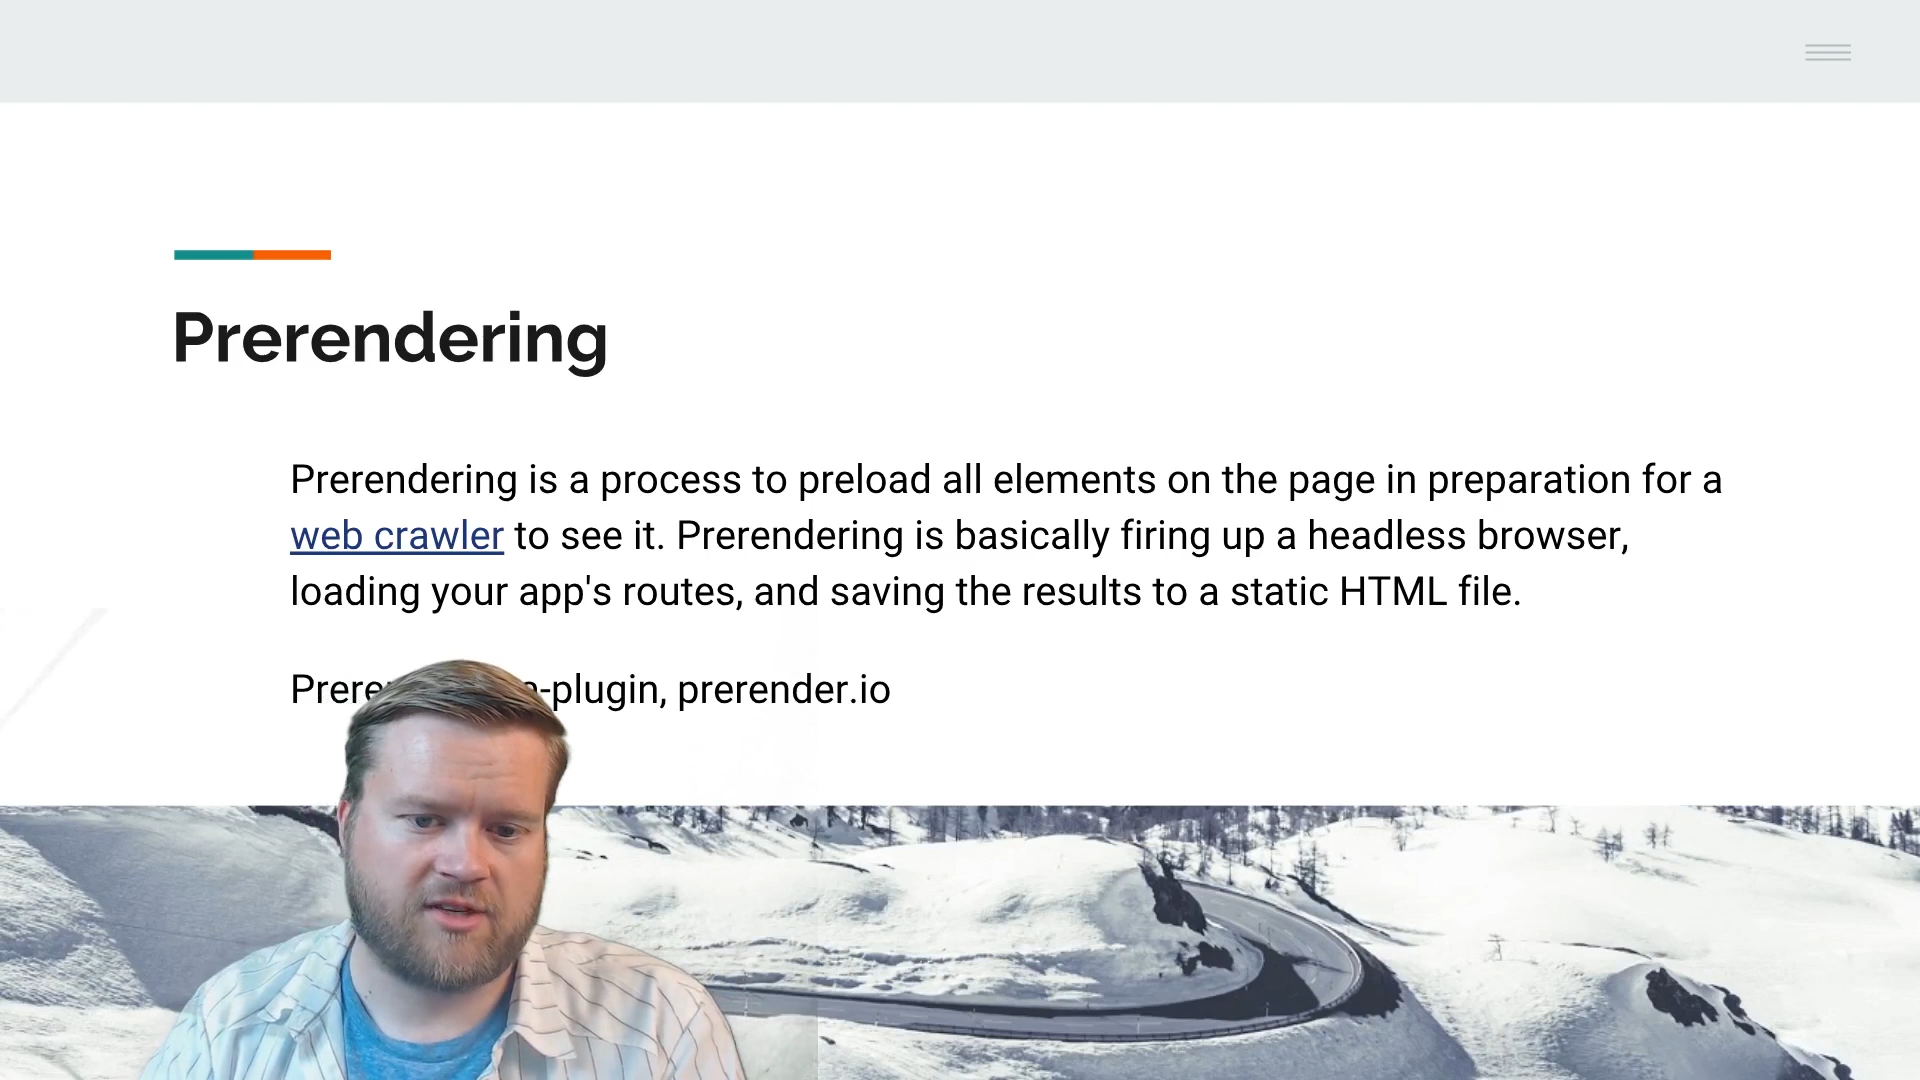 Prerendering
Prerendering is a process to preload all elements on the page in preparation for a
web crawler to see it. Prerendering is basically firing up a headless browser,
loading your app's routes, and saving the results to a static HTML file.
-plugin, prerender.io